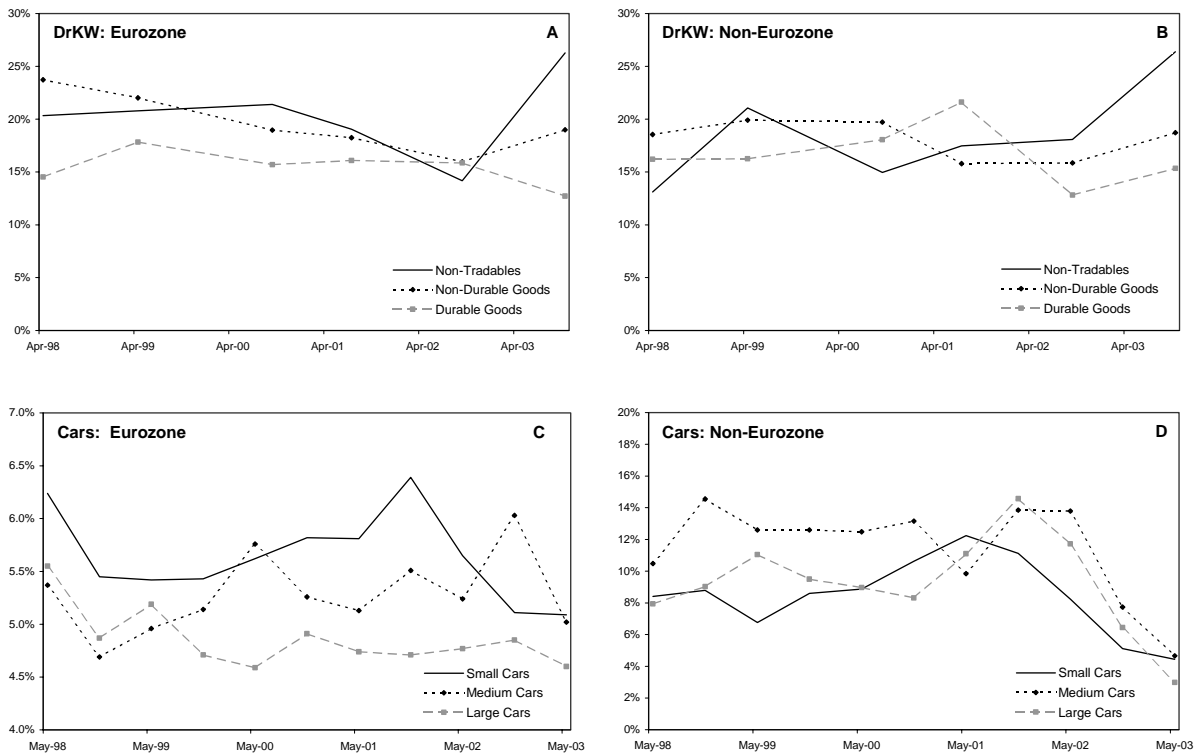 DrKW: Eurozone A
30%
25%
20%
15%
10%
5%
0%
Non-Tradables
Non-Durable Goods
Durable Goods
Apr-98 Apr-99 Apr-00 Apr-01 Apr-02 Apr-03
DrKW: Non-Eurozone B
30%
25%
20%
15%
10%
5%
0%
Non-Tradables
Non-Durable Goods
Durable Goods
Apr-98 Apr-99 Apr-00 Apr-01 Apr-02 Apr-03
Cars: Eurozone C
7.0%
6.5%
6.0%
5.5%
5.0%
4.5%
4.0%
Small Cars
Medium Cars
Large Cars
May-98 May-99 May-00 May-01 May-02 May-03
Cars: Non-Eurozone D
20%
18%
16%
14%
12%
10%
8%
6%
4%
2%
0%
Small Cars
Medium Cars
Large Cars
May-98 May-99 May-00 May-01 May-02 May-03